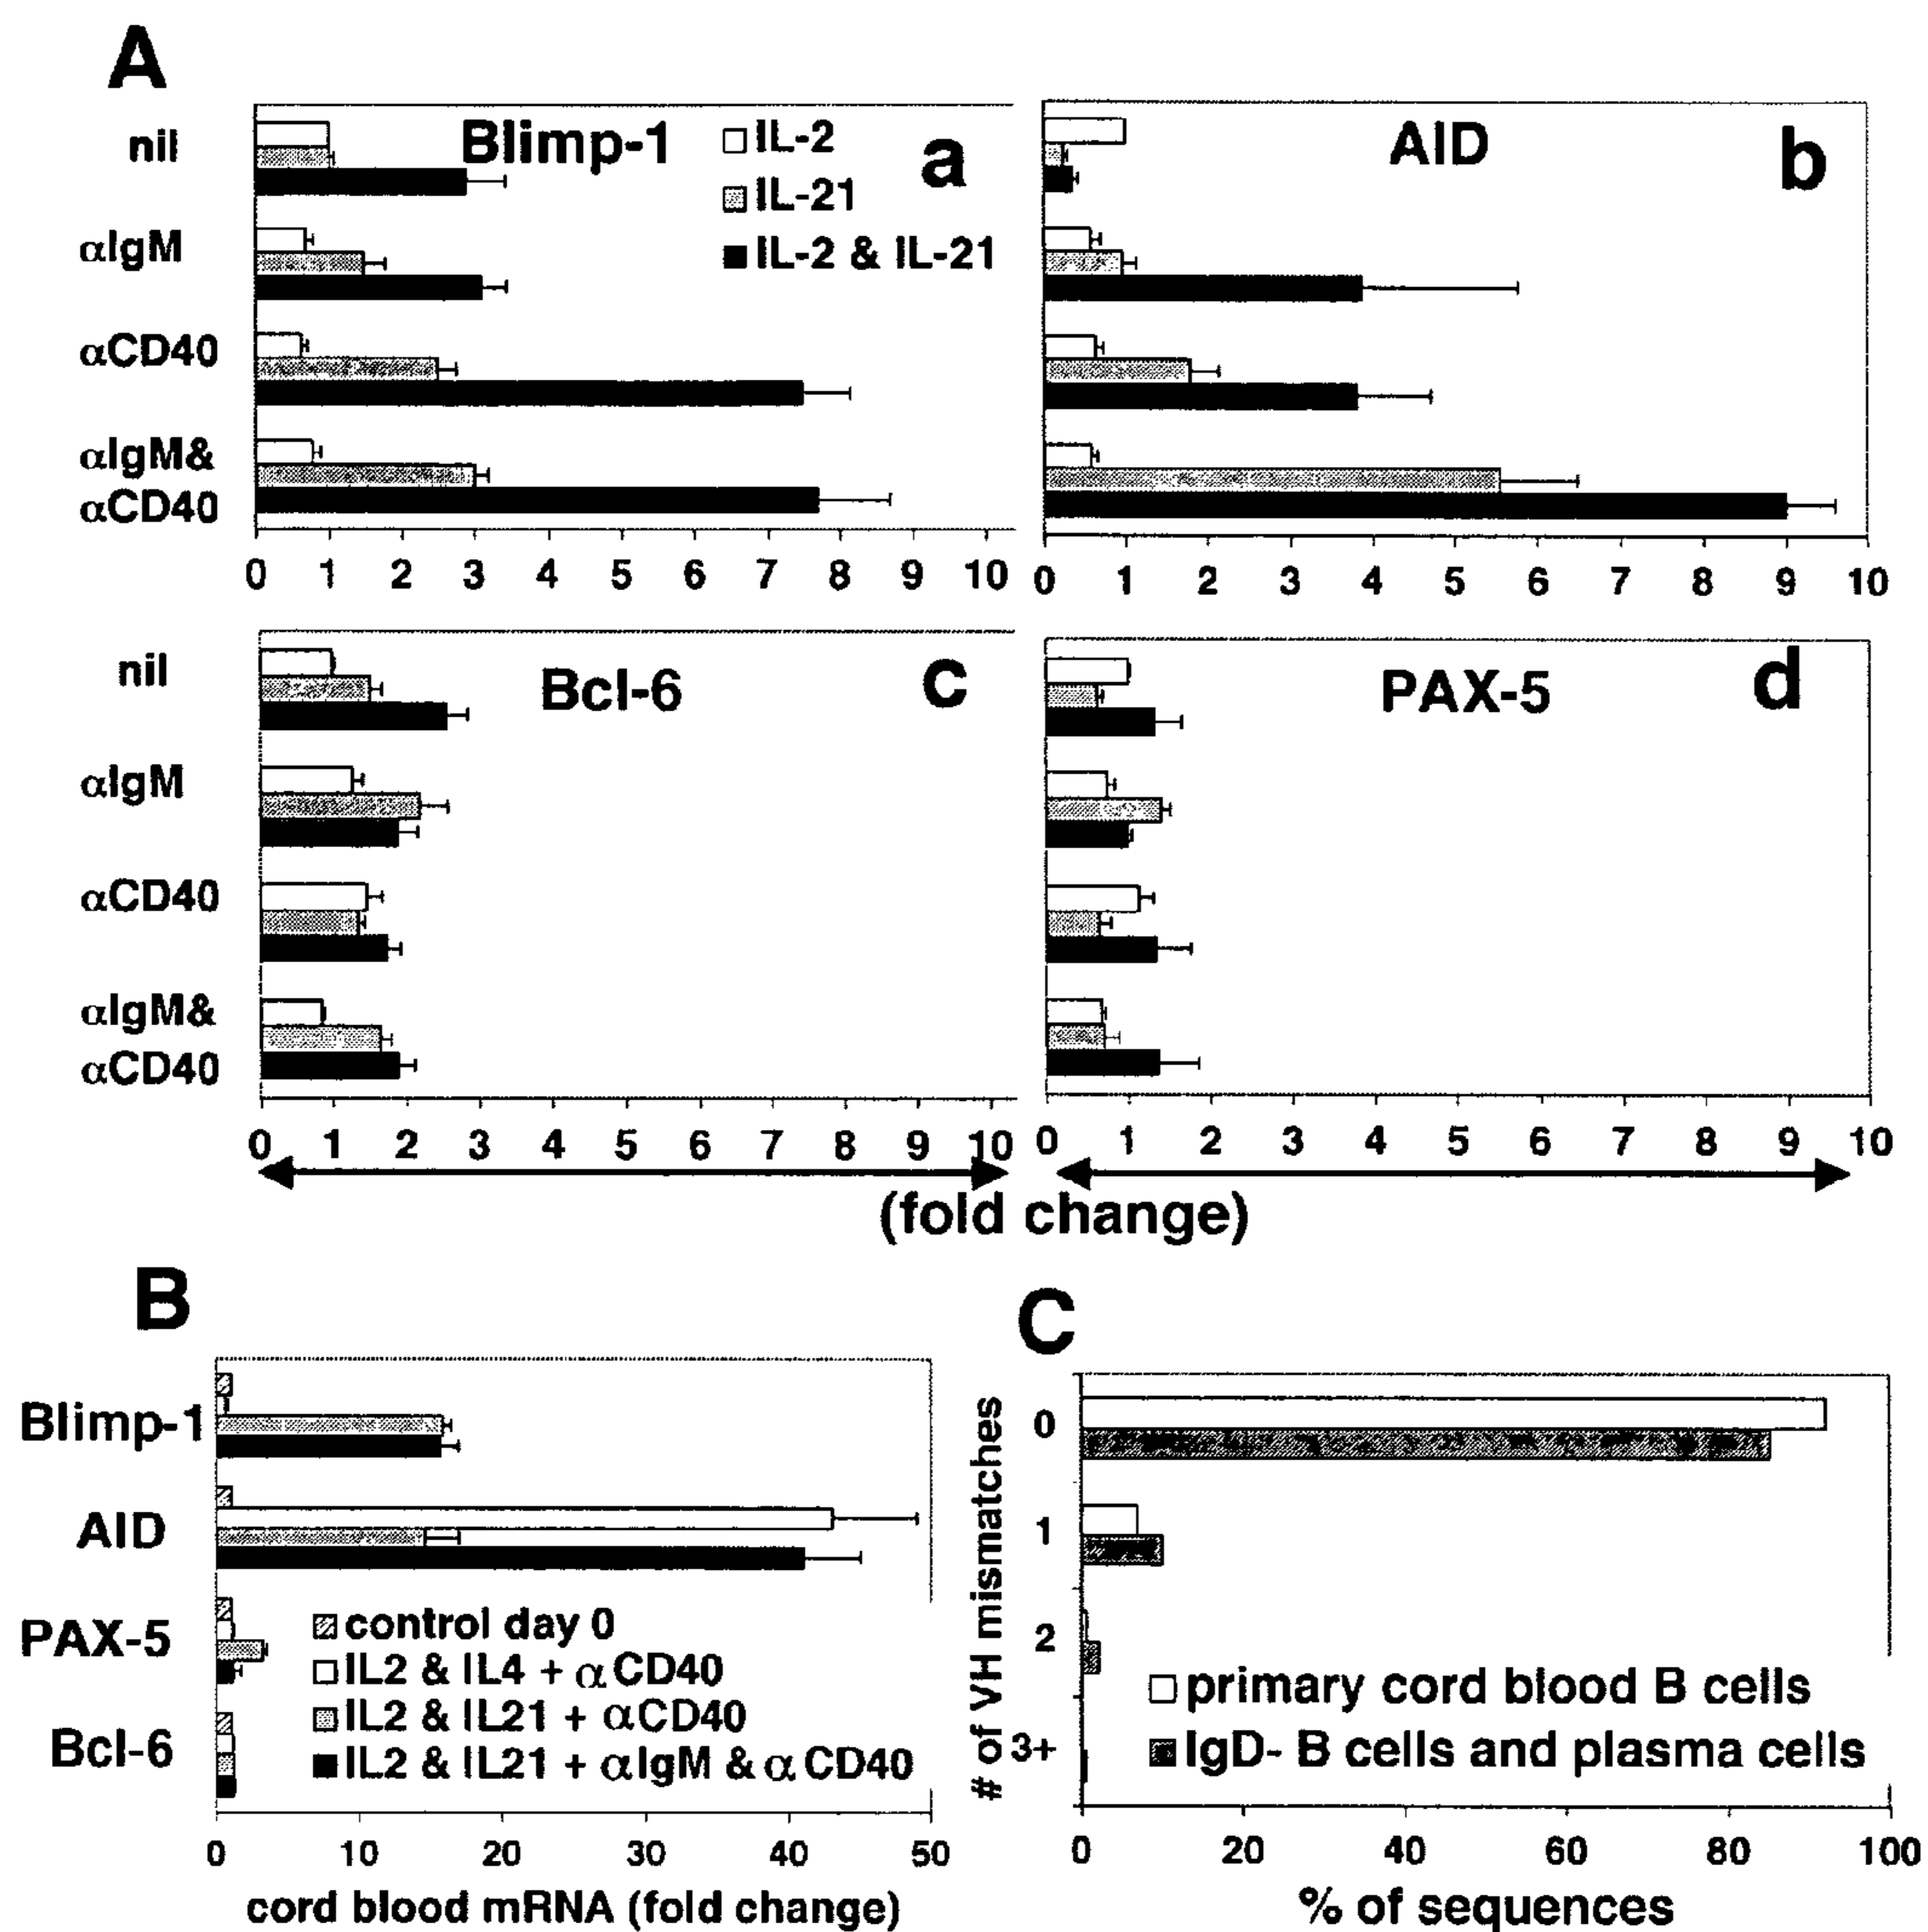 A
nil
αIgM
αCD40
αIgM&
αCD40
Blimp-1
a
IL-2
IL-21
IL-2 & IL-21
0 1 2 3 4 5 6 7 8 9 10
AID
b
0 1 2 3 4 5 6 7 8 9 10
nil
αIgM
αCD40
αIgM&
αCD40
Bcl-6
c
0 1 2 3 4 5 6 7 8 9 10
PAX-5
d
0 1 2 3 4 5 6 7 8 9 10
(fold change)
B
Blimp-1
AID
PAX-5
Bcl-6
control day 0
IL2 & IL4 + αCD40
IL2 & IL21 + αCD40
IL2 & IL21 + αIgM & αCD40
0 10 20 30 40 50
cord blood mRNA (fold change)
C
# of VH mismatches
0
1
2
3+
primary cord blood B cells
IgD- B cells and plasma cells
0 20 40 60 80 100
% of sequences